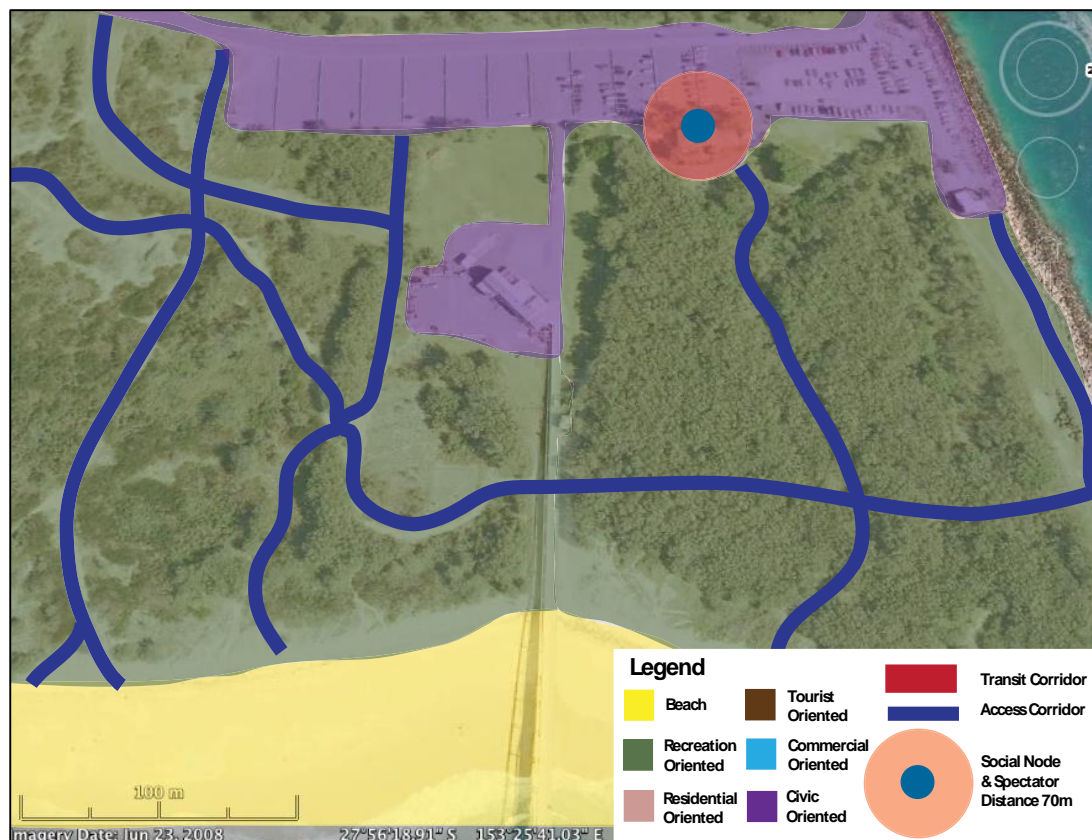 100 m
magery Date: Jun 23, 2008
27°56'18.91" S 153°25'41.03" E
Legend
Beach
Tourist
Oriented
Recreation
Oriented
Commercial
Oriented
Residential
Oriented
Civic
Oriented
Transit Corridor
Access Corridor
Social Node
& Spectator
Distance 70m